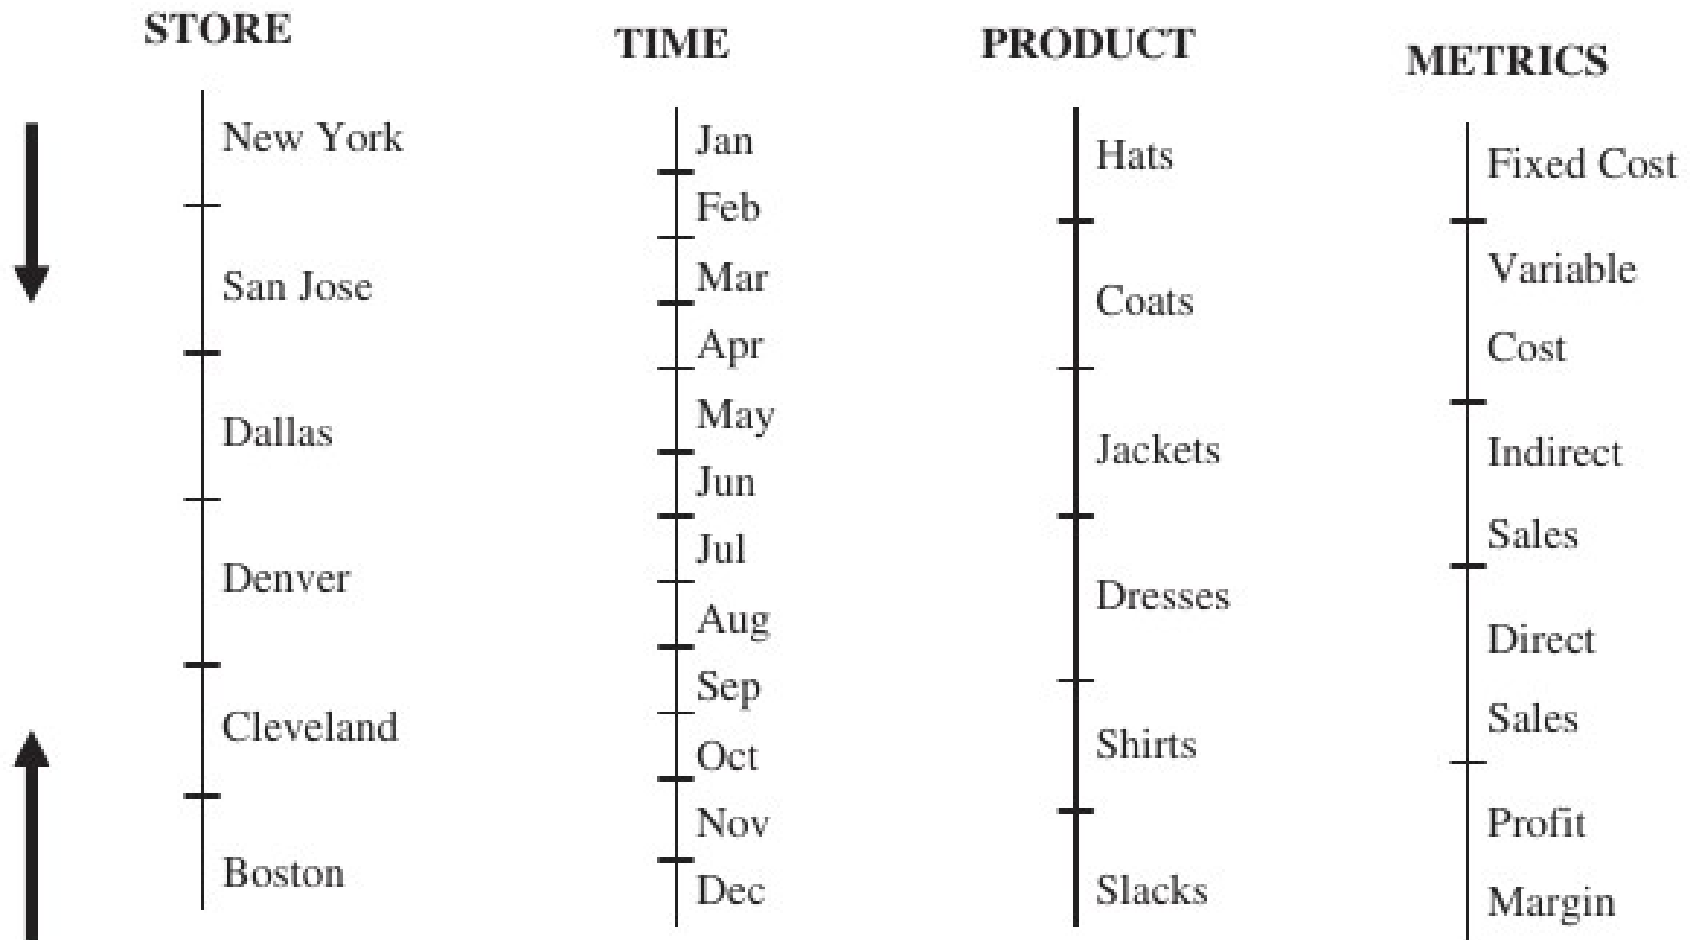 STORE
New York
San Jose
Dallas
Denver
Cleveland
Boston
TIME
Jan
Feb
Mar
Apr
May
Jun
Jul
Aug
Sep
Oct
Nov
Dec
PRODUCT
Hats
Coats
Jackets
Dresses
Shirts
Slacks
METRICS
Fixed Cost
Variable
Cost
Indirect
Sales
Direct
Sales
Profit
Margin